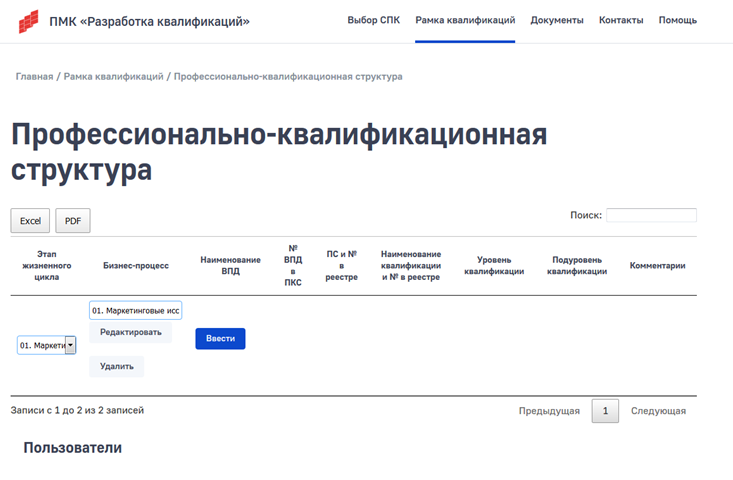 ПМК «Разработка квалификаций»
Выбор СПК
Рамка квалификаций
Документы
Контакты
Помощь
Главная / Рамка квалификаций / Профессионально-квалификационная структура
Профессионально-квалификационная
структура
Excel
PDF
Поиск:
Этап
жизненного
цикла
Бизнес-процесс
Наименование
ВПД
№
ВПД
в
ПКС
ПС и №
в
реестре
Наименование
квалификации
и № в реестре
Уровень
квалификации
Подуровень
квалификации
Комментарии
01. Маркети
01. Маркетинговые исс
Редактировать
Удалить
Ввести
Записи с 1 до 2 из 2 записей
Предыдущая
1
Следующая
Пользователи